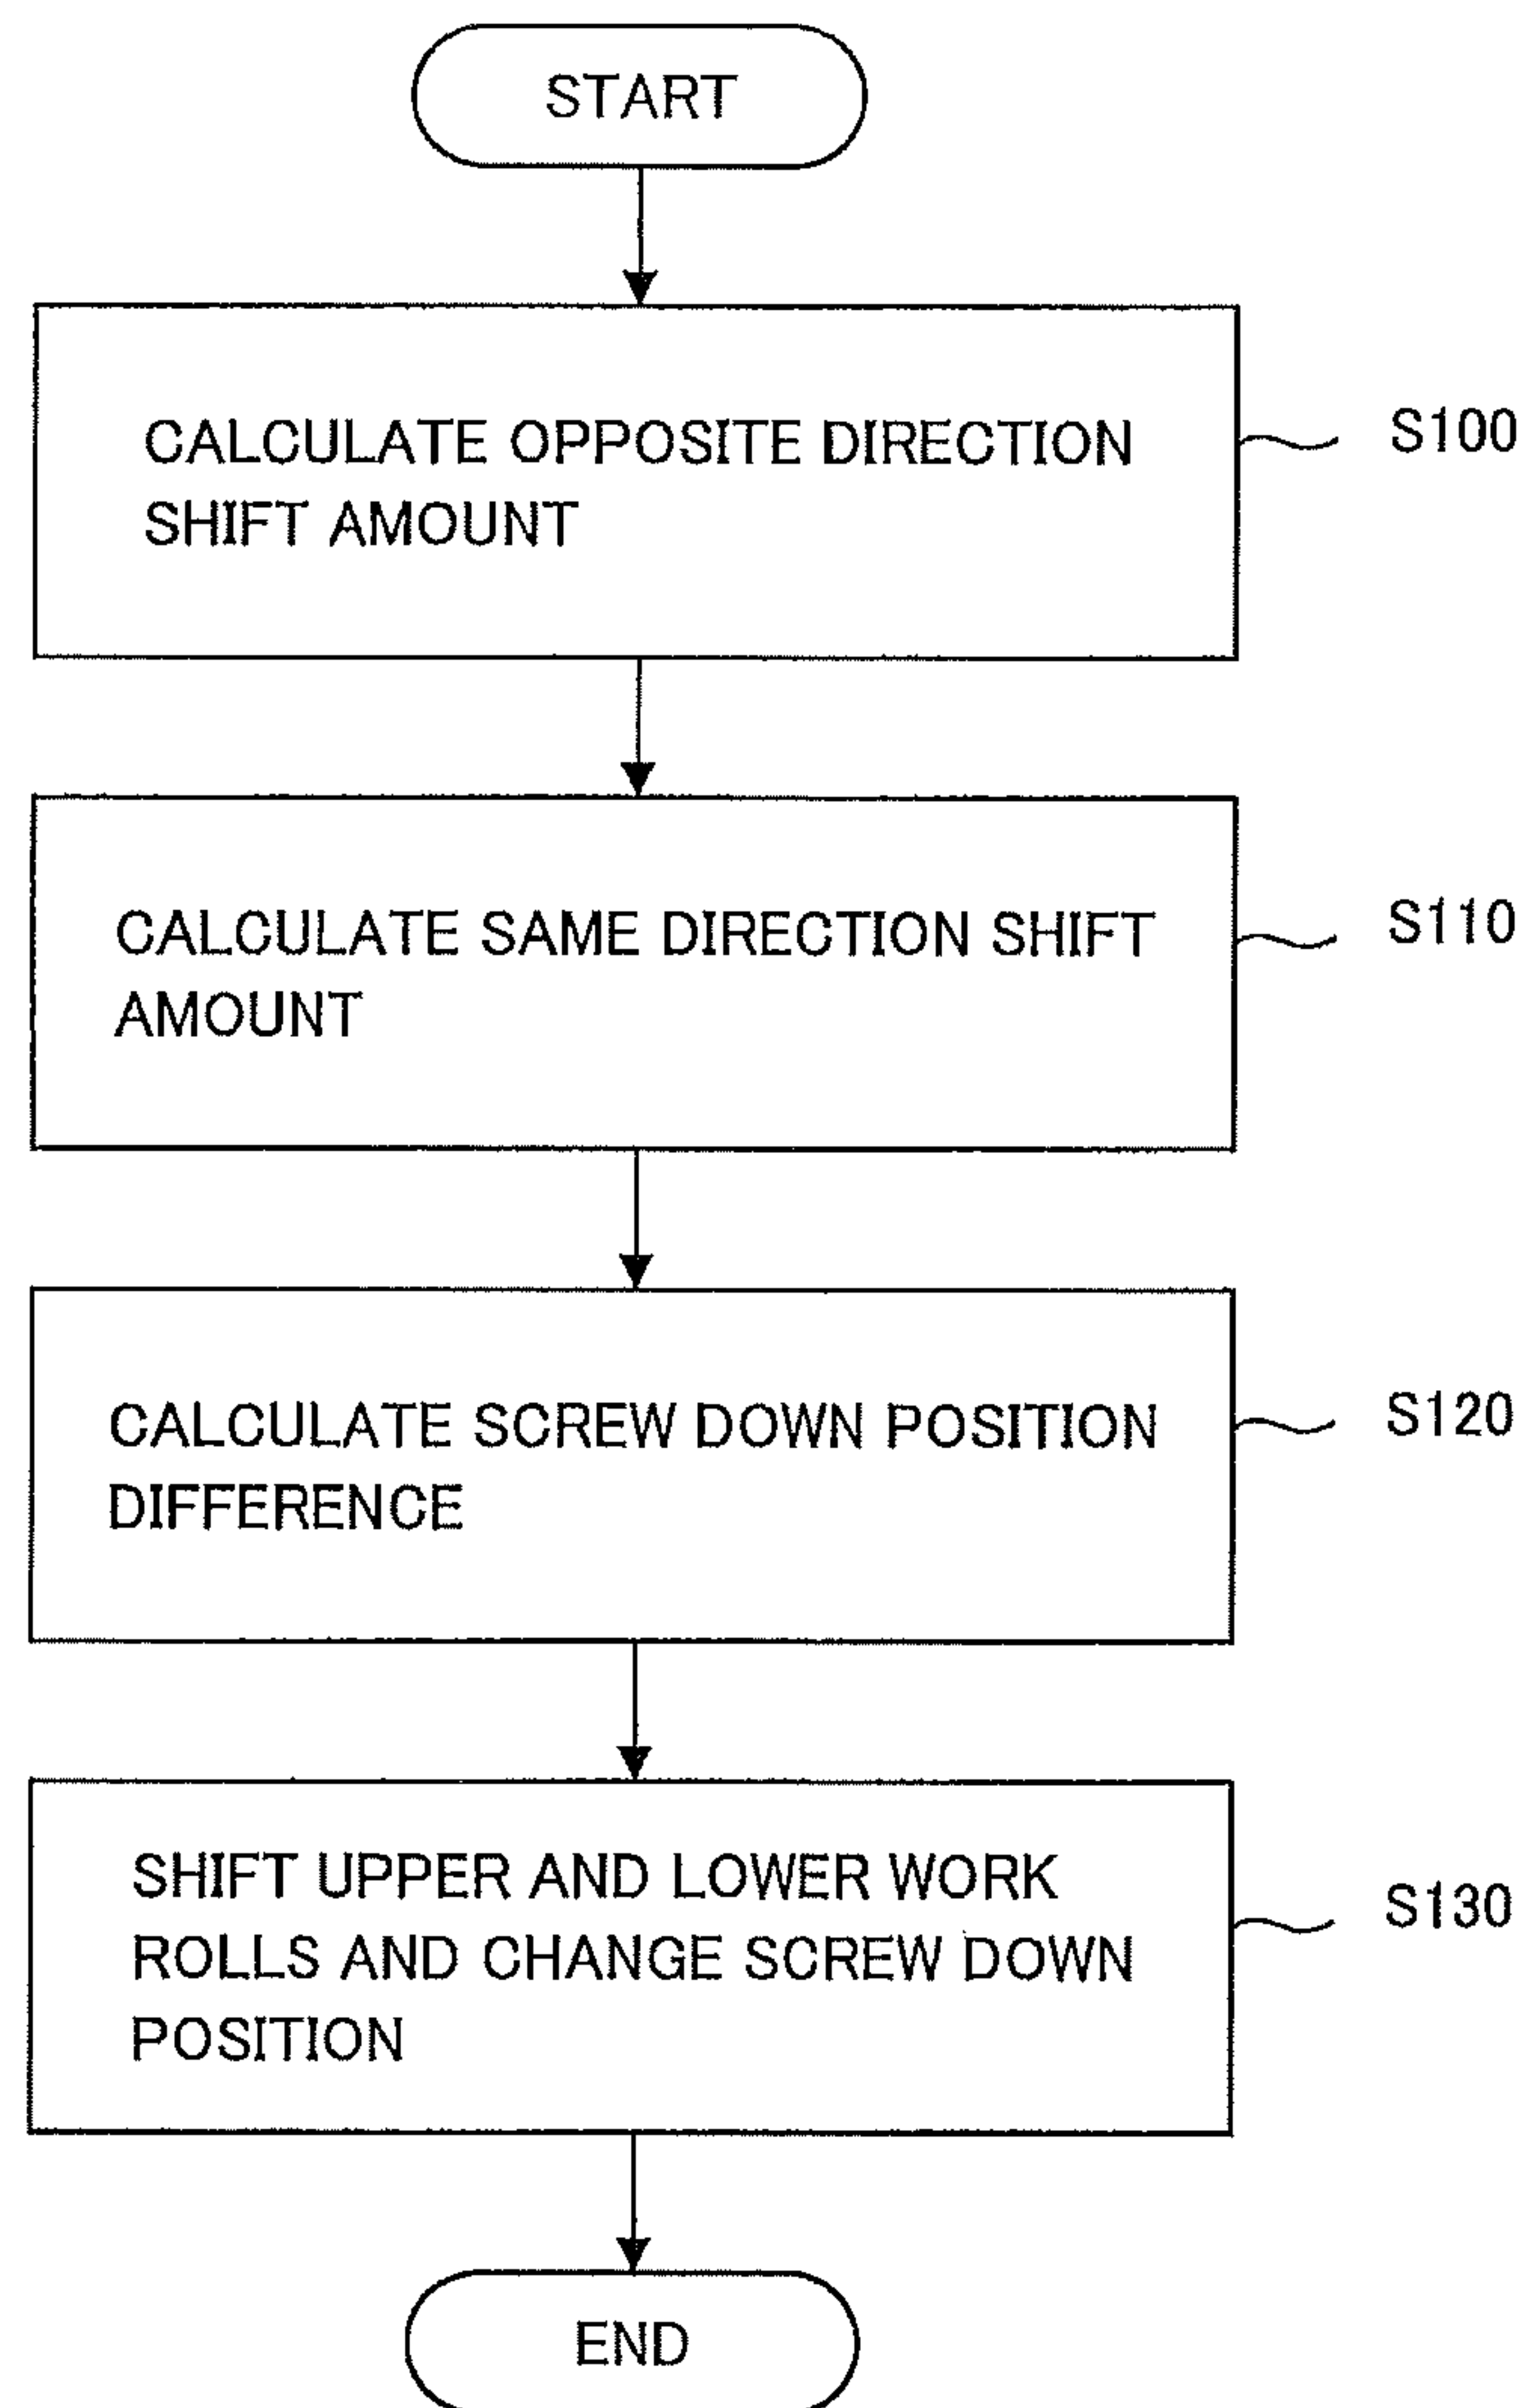 START
CALCULATE OPPOSITE DIRECTION
SHIFT AMOUNT
S100
CALCULATE SAME DIRECTION SHIFT
AMOUNT
S110
CALCULATE SCREW DOWN POSITION
DIFFERENCE
S120
SHIFT UPPER AND LOWER WORK
ROLLS AND CHANGE SCREW DOWN
POSITION
S130
END